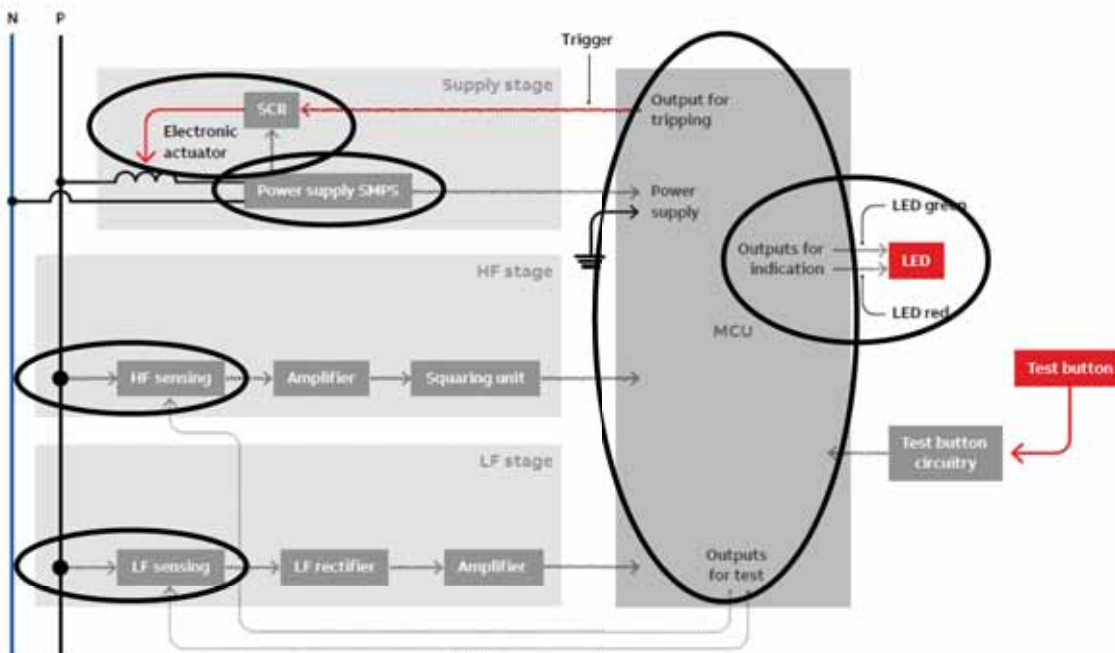 N
P
Trigger
Supply stage
SCR
Output for
tripping
Electronic
actuator
Power supply SMPS
Power
supply
LED green
Outputs for
indication
LED
LED red
HF stage
MCU
HF sensing
Amplifier
Squaring unit
Test button
LF stage
Test button
circuitry
LF sensing
LF rectifier
Amplifier
Outputs
for test